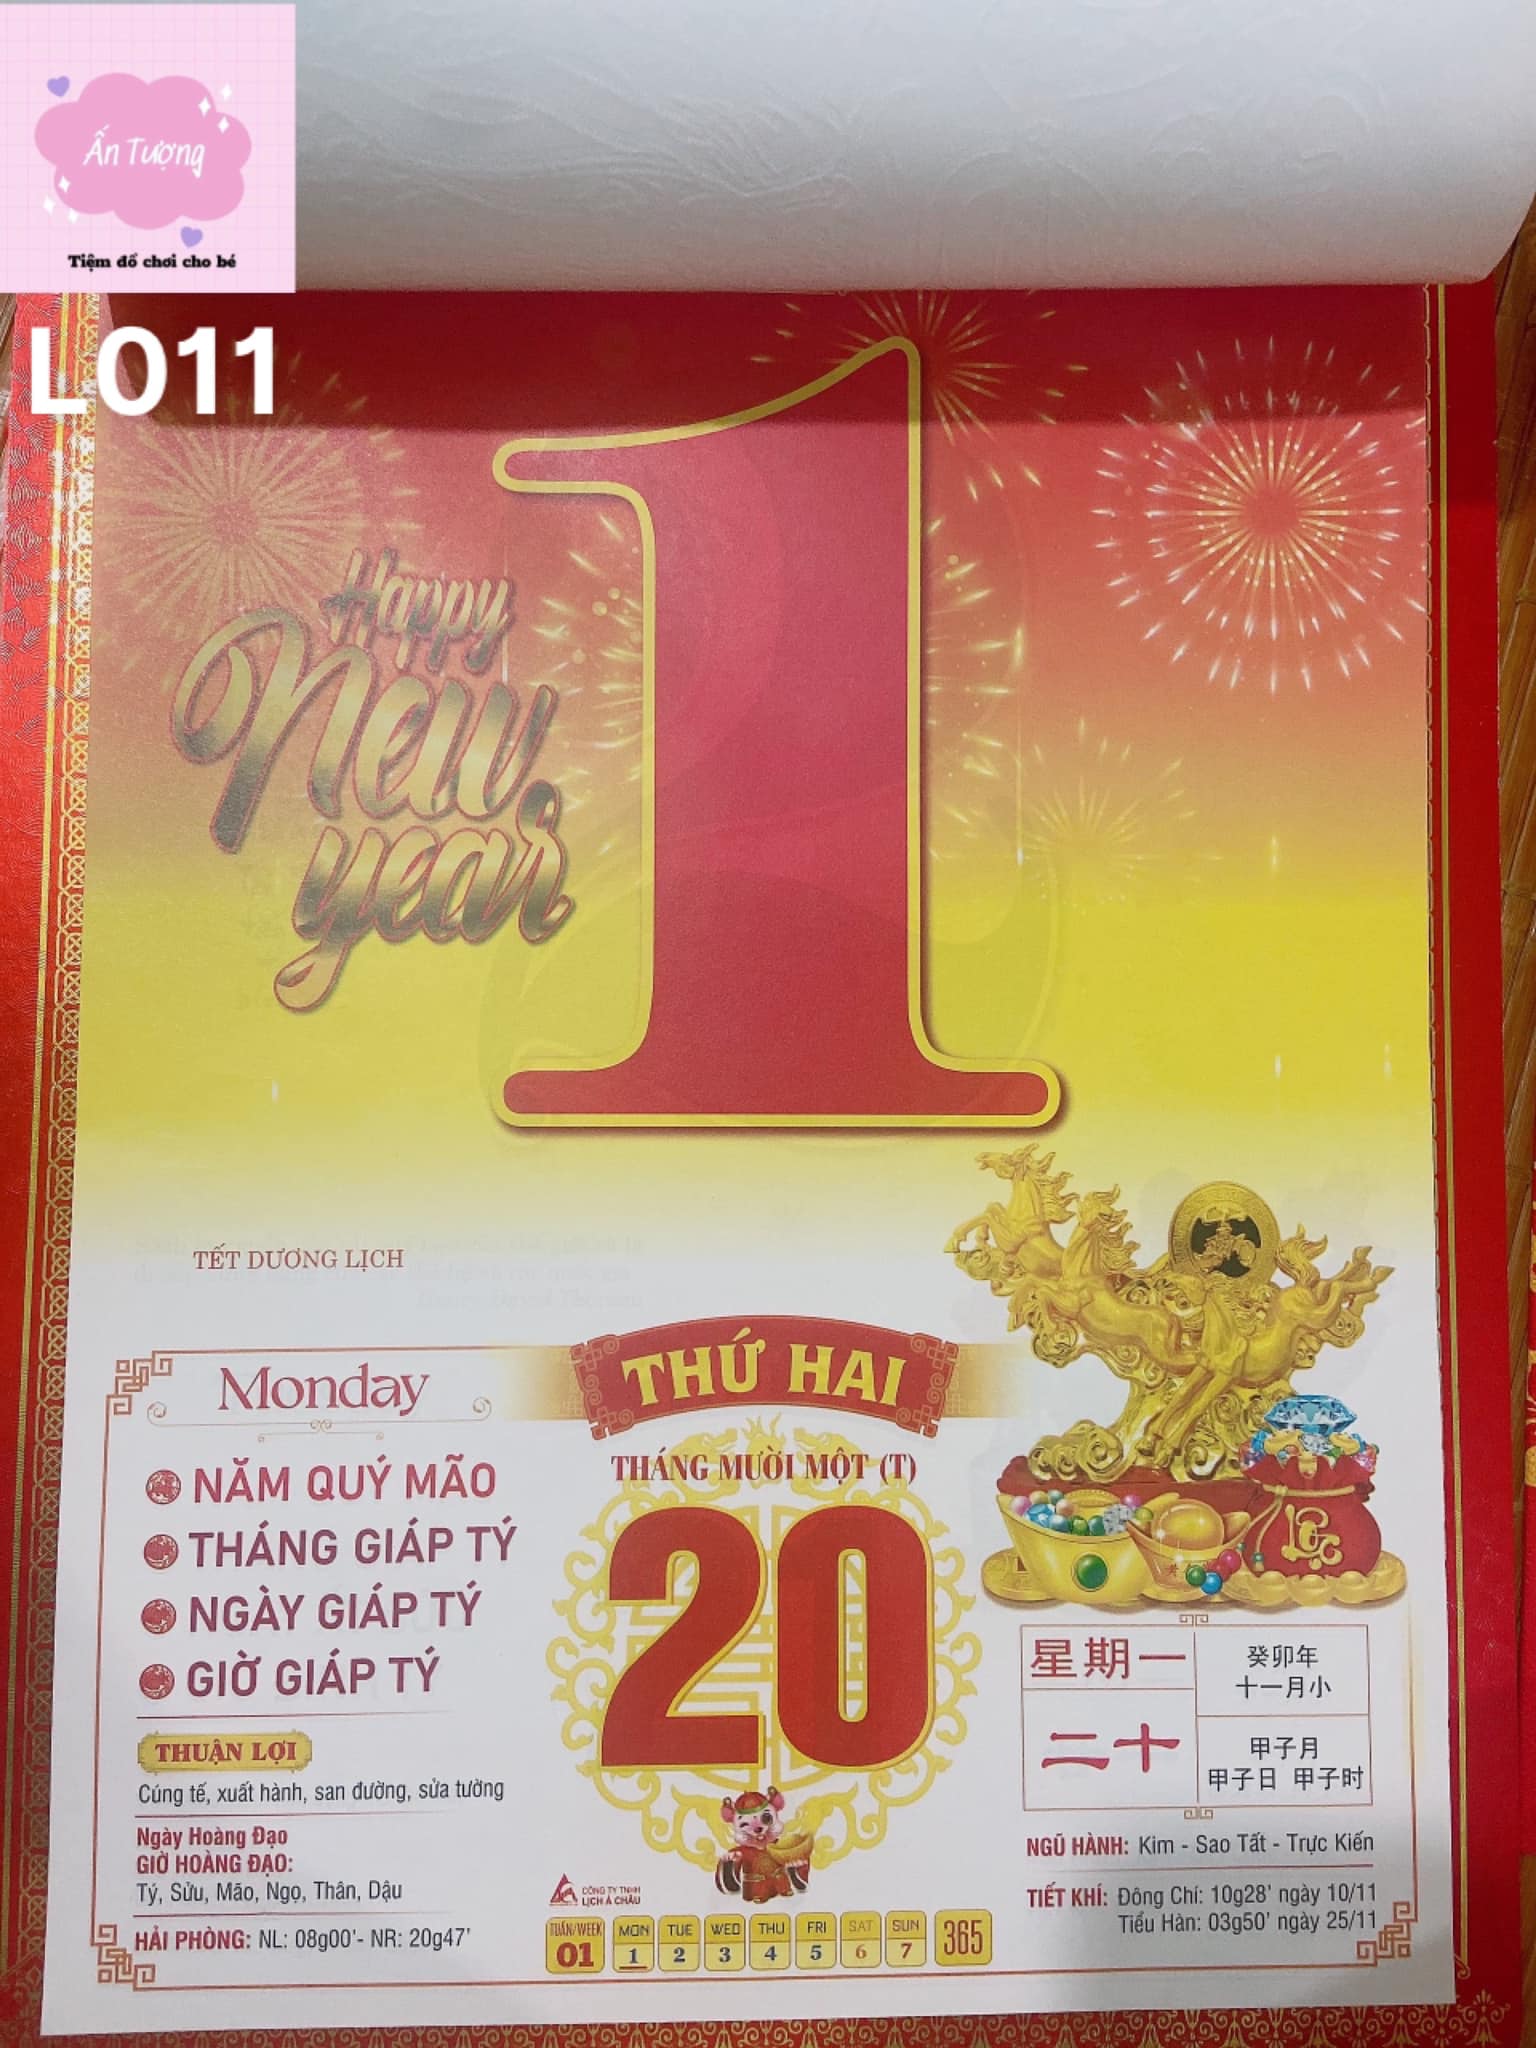 Ấn Tượng
Tiệm đồ chơi cho bé
LO11
Happy
New
year
1
TẾT DƯƠNG LỊCH
Monday
THỨ HAI
NĂM QUÝ MÃO
THÁNG GIÁP TÝ
NGÀY GIÁP TÝ
GIỜ GIÁP TÝ
THUẬN LỢI
Cúng tế, xuất hành, san đường, sửa tường
Ngày Hoàng Đạo
GIỜ HOÀNG ĐẠO:
Tý, Sửu, Mão, Ngọ, Thân, Dậu
HẢI PHÒNG: NL: 08g00'- NR: 20g47'
THÁNG MƯỜI MỘT (T)
20
CÔNG TY TNHH
LỊCH Á CHÂU
TUẦN/WEEK MON TUE WED THU FRI SAT SUN
01 1 2 3 4 5 6 7 365
星期一
二十
癸卯年
十一月小
甲子月
甲子日 甲子时
NGŨ HÀNH: Kim - Sao Tất - Trực Kiến
TIẾT KHÍ: Đông Chí: 10g28' ngày 10/11
Tiểu Hàn: 03g50' ngày 25/11